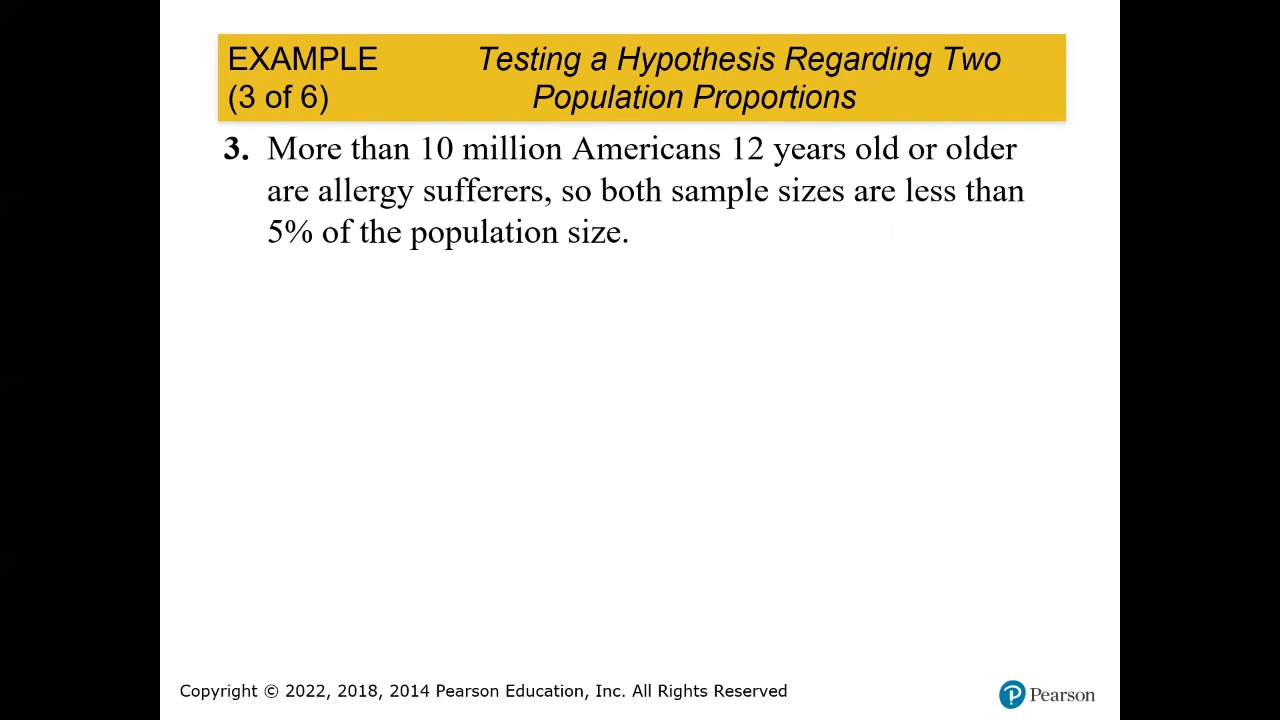 EXAMPLE Testing a Hypothesis Regarding Two
(3 of 6) Population Proportions
3. More than 10 million Americans 12 years old or older
are allergy sufferers, so both sample sizes are less than
5% of the population size.
Copyright © 2022, 2018, 2014 Pearson Education, Inc. All Rights Reserved
P Pearson